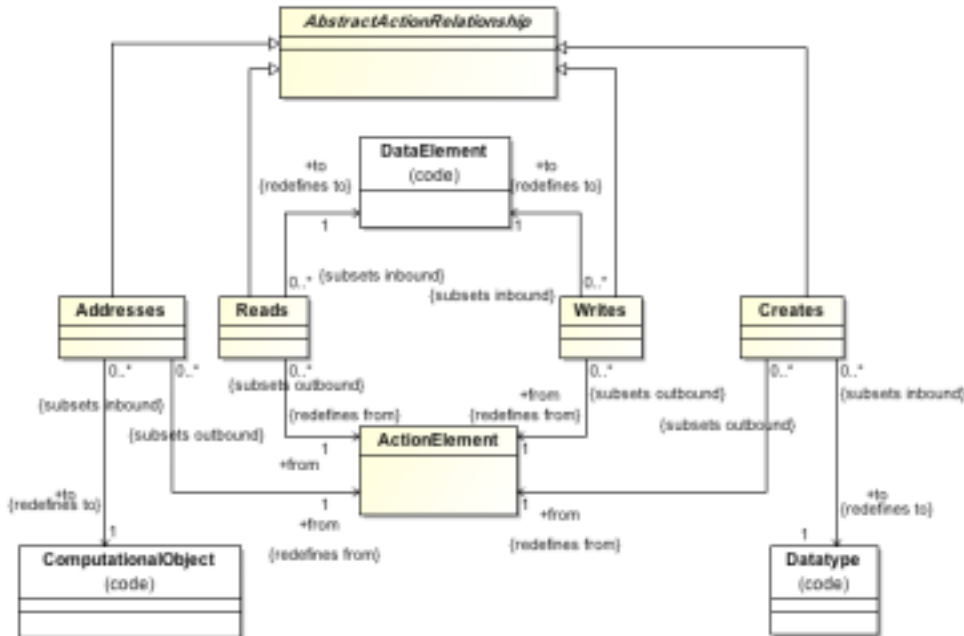 AbstractActionRelationship
DataElement
(code)
+to
{redefines to}
+to
{redefines to}
1
1
0..*
{subsets inbound}
{subsets inbound}
0..*
Addresses
Reads
Writes
Creates
0..*
0..*
0..*
0..*
0..*
0..*
{subsets inbound}
{subsets outbound}
{subsets outbound}
{redefines from}
+from
{redefines from}
{subsets outbound}
{subsets outbound}
{subsets inbound}
ActionElement
1
+from
1
1
+from
{redefines from}
1
+from
{redefines from}
+to
{redefines to}
1
+to
{redefines to}
1
ComputationalObject
(code)
Datatype
(code)